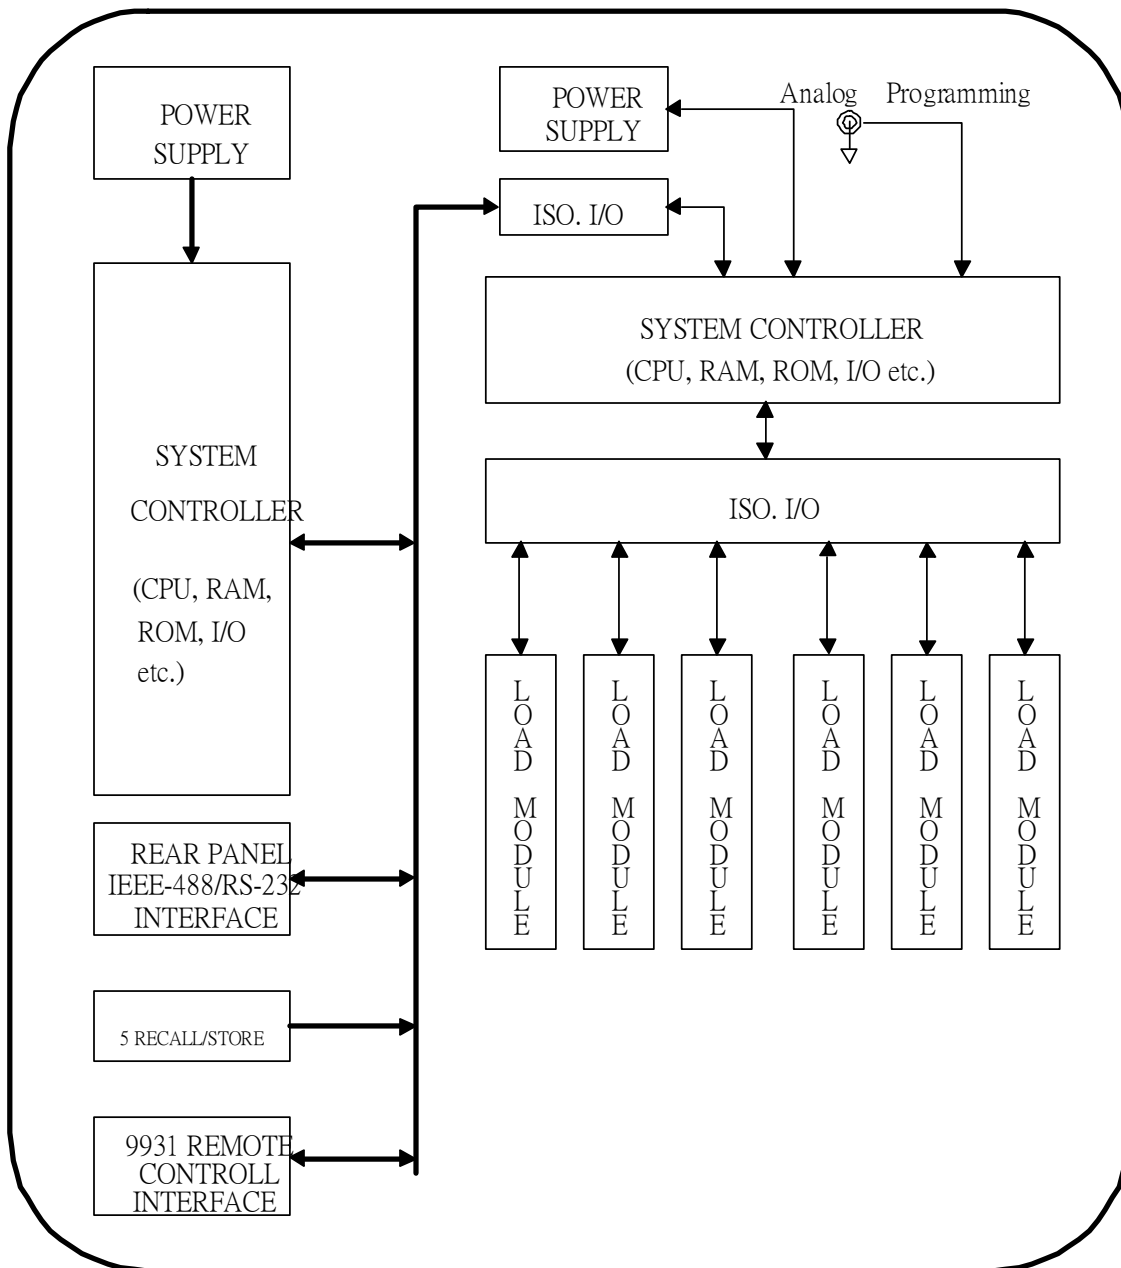 POWER
SUPPLY
SYSTEM
CONTROLLER
(CPU, RAM,
ROM, I/O
etc.)
REAR PANEL
IEEE-488/RS-232
INTERFACE
5 RECALL/STORE
9931 REMOTE
CONTROLL
INTERFACE
POWER
SUPPLY
Analog Programming
ISO. I/O
SYSTEM CONTROLLER
(CPU, RAM, ROM, I/O etc.)
ISO. I/O
LOAD MODULE
LOAD MODULE
LOAD MODULE
LOAD MODULE
LOAD MODULE
LOAD MODULE